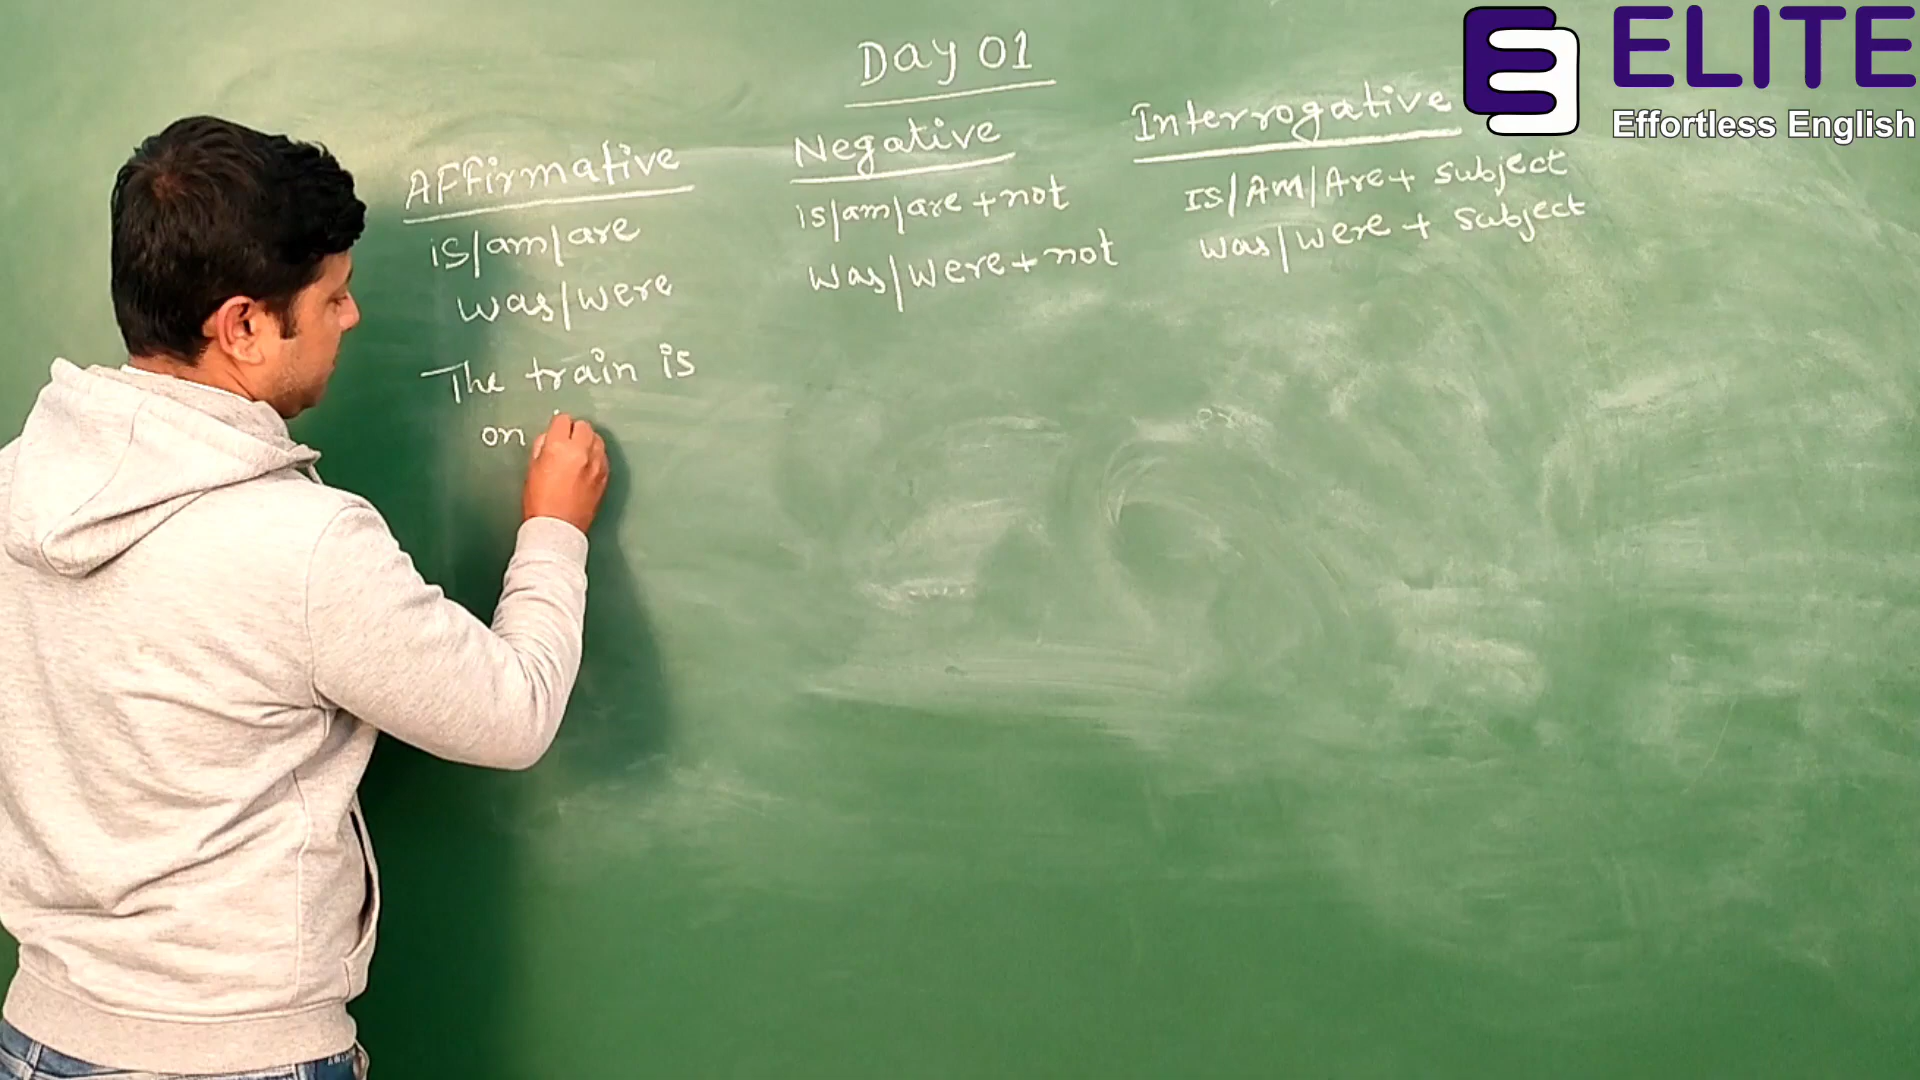 Day 01
ELITE
Effortless English
Affirmative
is/am/are
was/were
The train is
on
Negative
is/am/are + not
was/were + not
Interrogative
Is/Am/Are + subject
was/were + subject